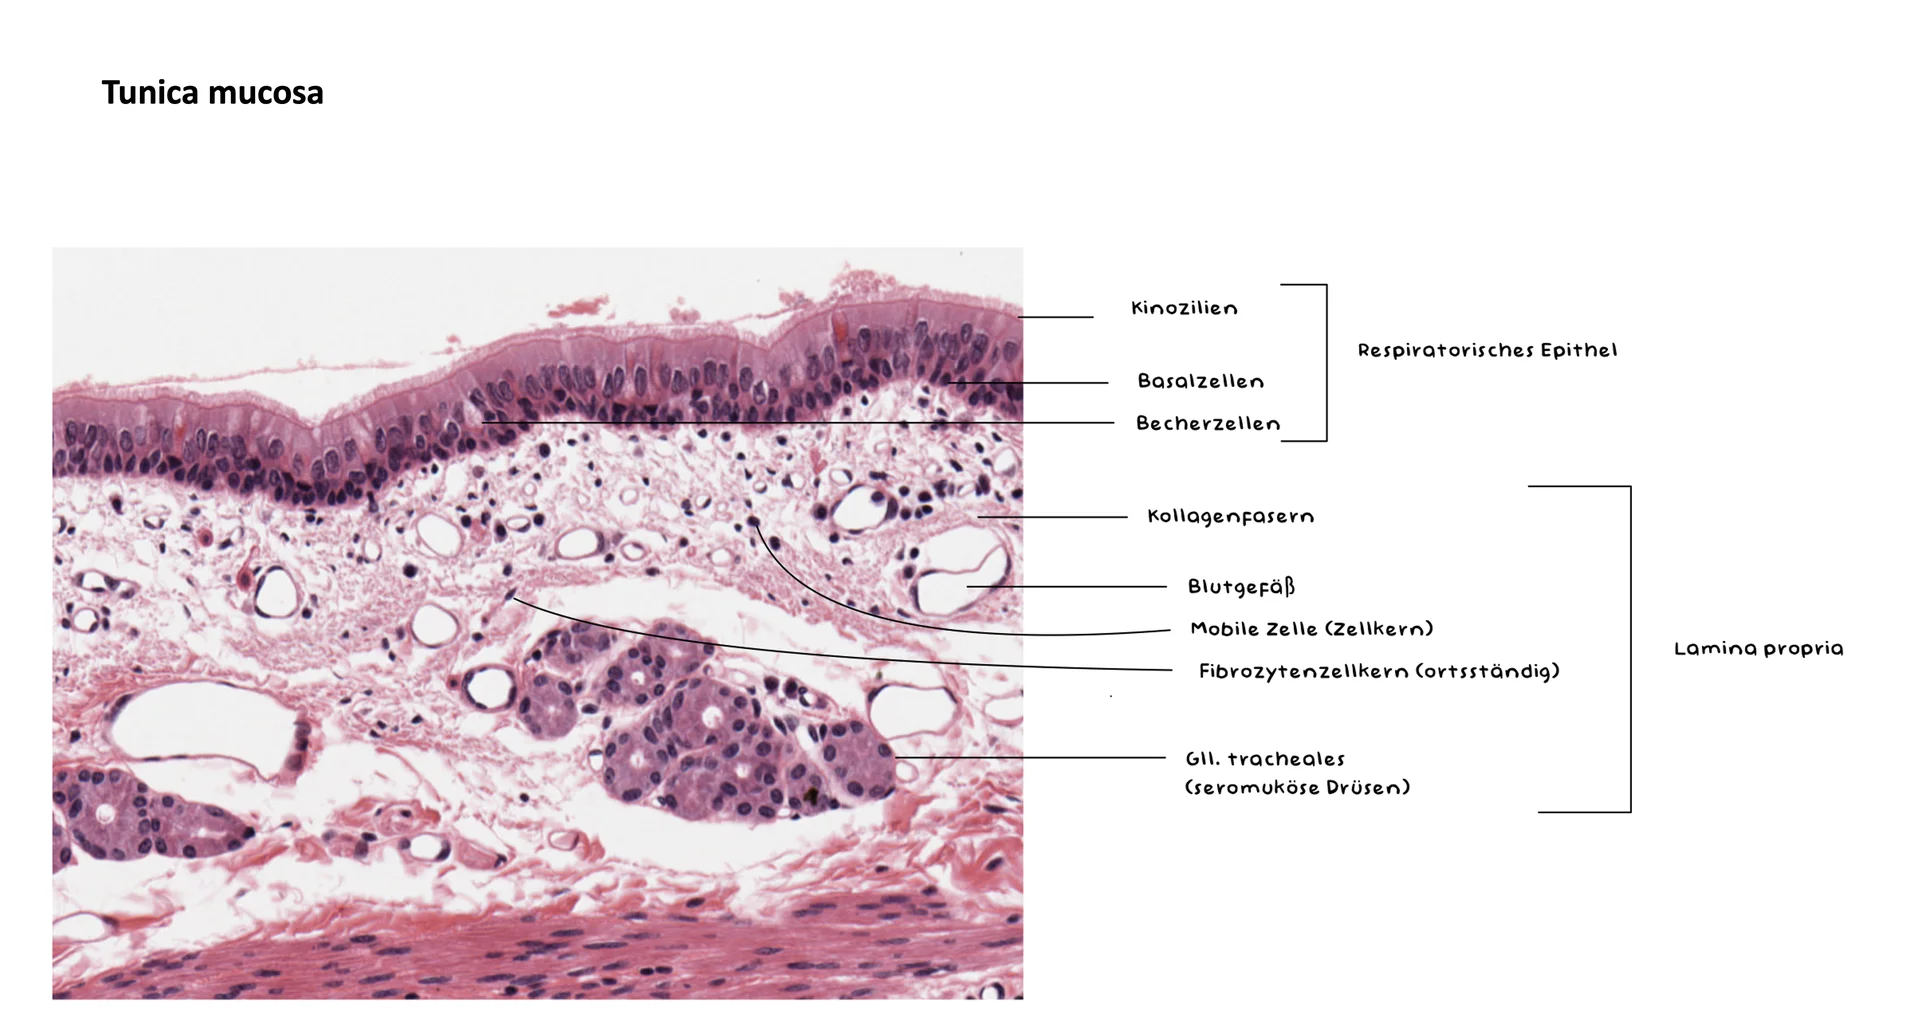 Tunica mucosa
Kinozilien
Basalzellen
Becherzellen
Respiratorisches Epithel
Kollagenfasern
Blutgefäß
Mobile Zelle (Zellkern)
Fibrozytenzellkern (ortsständig)
Gll. tracheales
(seromuköse Drüsen)
Lamina propria